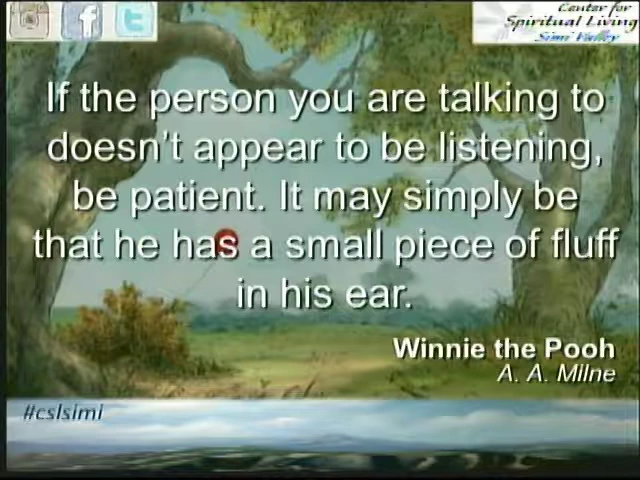 Center for
Spiritual Living
Simi Valley
If the person you are talking to
doesn't appear to be listening,
be patient. It may simply be
that he has a small piece of fluff
in his ear.
Winnie the Pooh
A. A. Milne
#cslsimi